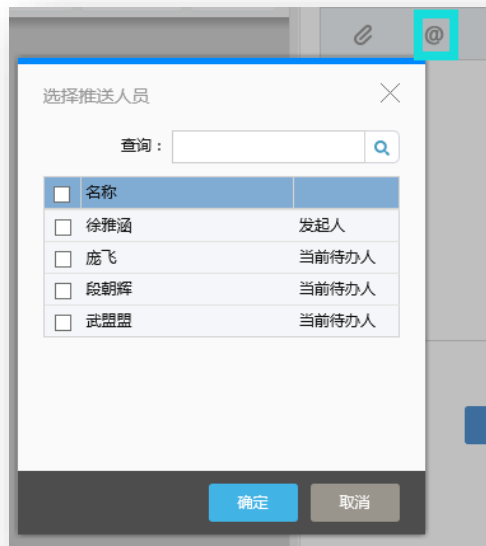 @
选择推送人员
查询：
名称
徐雅涵 发起人
庞飞 当前待办人
段朝辉 当前待办人
武盟盟 当前待办人
确定 取消